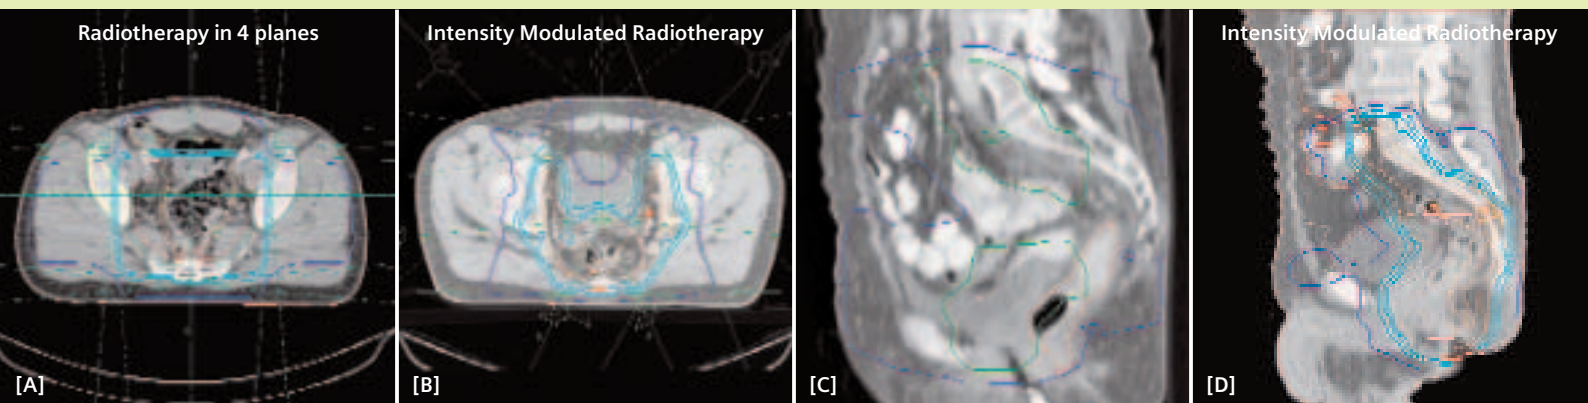 Radiotherapy in 4 planes
Intensity Modulated Radiotherapy
Intensity Modulated Radiotherapy
[A]
[B]
[C]
[D]